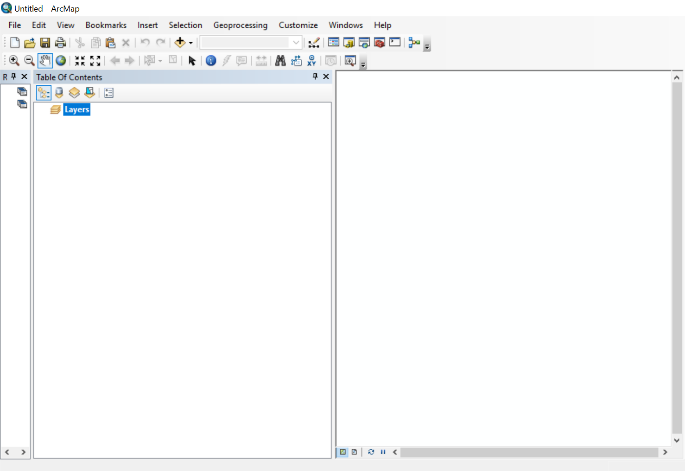 Untitled - ArcMap
File Edit View Bookmarks Insert Selection Geoprocessing Customize Windows Help
R
Table Of Contents
Layers